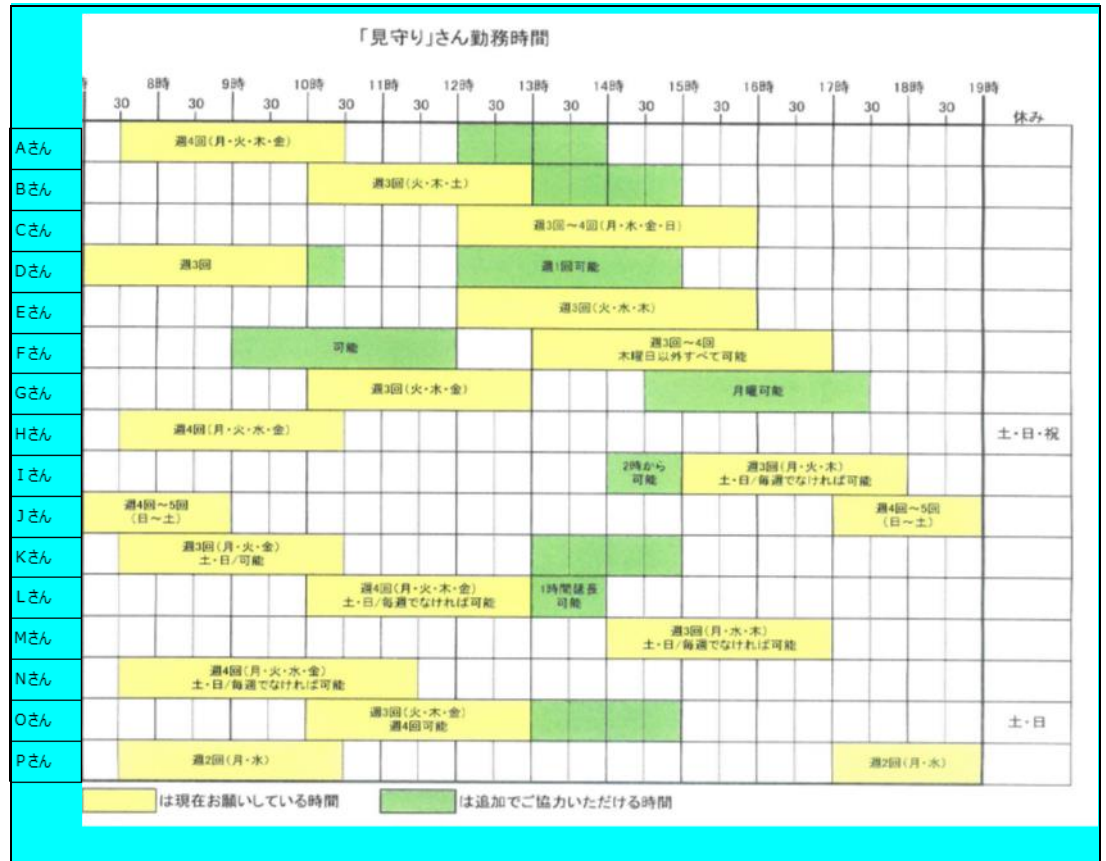 「見守り」さん勤務時間
8時 9時 10時 11時 12時 13時 14時 15時 16時 17時 18時 19時
30 30 30 30 30 30 30 30 30 30 30 30
休み
Aさん 週4回(月・火・木・金)
Bさん 週3回(火・木・土)
Cさん 週3回～4回(月・木・金・日)
Dさん 週3回 週1回可能
Eさん 週3回(火・水・木)
Fさん 可能 週3回～4回
木曜日以外すべて可能
Gさん 週3回(火・木・金) 月曜可能
Hさん 週4回(月・火・水・金) 土・日・祝
Iさん 2時から 週3回(月・火・木)
可能 土・日/毎週でなければ可能
Jさん 週4回～5回 週4回～5回
(日～土) (日～土)
Kさん 週3回(月・火・金)
土・日/可能
Lさん 週4回(月・火・木・金) 1時間延長
土・日/毎週でなければ可能 可能
Mさん 週3回(月・水・木)
土・日/毎週でなければ可能
Nさん 週4回(月・火・水・金)
土・日/毎週でなければ可能
Oさん 週3回(火・木・金) 土・日
週4回可能
Pさん 週2回(月・水) 週2回(月・水)
は現在お願いしている時間 は追加でご協力いただける時間